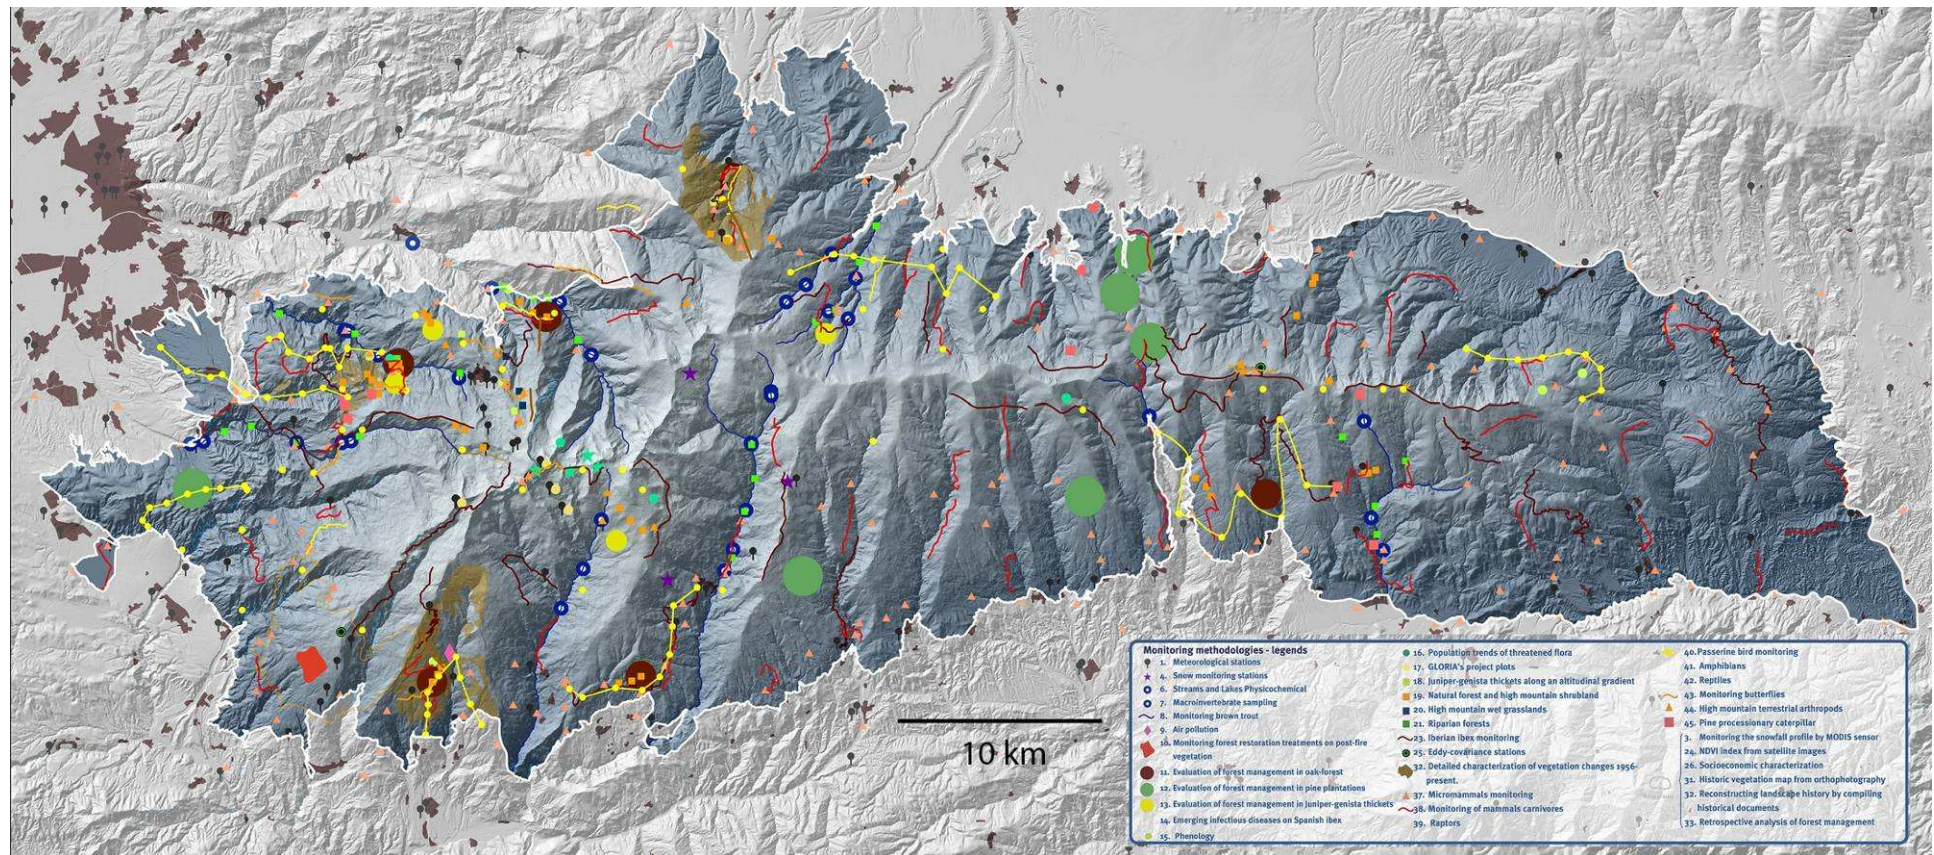 10 km
Monitoring methodologies - legends
1. Meteorological stations
4. Snow monitoring stations
6. Streams and Lakes Physicochemical
7. Macroinvertebrate sampling
8. Monitoring brown trout
9. Air pollution
10. Monitoring forest restoration treatments on post-fire
vegetation
11. Evaluation of forest management in oak-forest
12. Evaluation of forest management in pine plantations
13. Evaluation of forest management in Juniper-genista thickets
14. Emerging infectious diseases on Spanish ibex
15. Phenology
16. Population trends of threatened flora
17. GLORIA's project plots
18. Juniper-genista thickets along an altitudinal gradient
19. Natural forest and high mountain shrubland
20. High mountain wet grasslands
21. Riparian forests
23. Iberian ibex monitoring
25. Eddy-covariance stations
32. Detailed characterization of vegetation changes 1956-
present.
37. Micromammals monitoring
38. Monitoring of mammals carnivores
39. Raptors
40. Passerine bird monitoring
41. Amphibians
42. Reptiles
43. Monitoring butterflies
44. High mountain terrestrial arthropods
45. Pine processionary caterpillar
3. Monitoring the snowfall profile by MODIS sensor
24. NDVI index from satellite images
26. Socioeconomic characterization
31. Historic vegetation map from orthophotography
32. Reconstructing landscape history by compiling
historical documents
33. Retrospective analysis of forest management